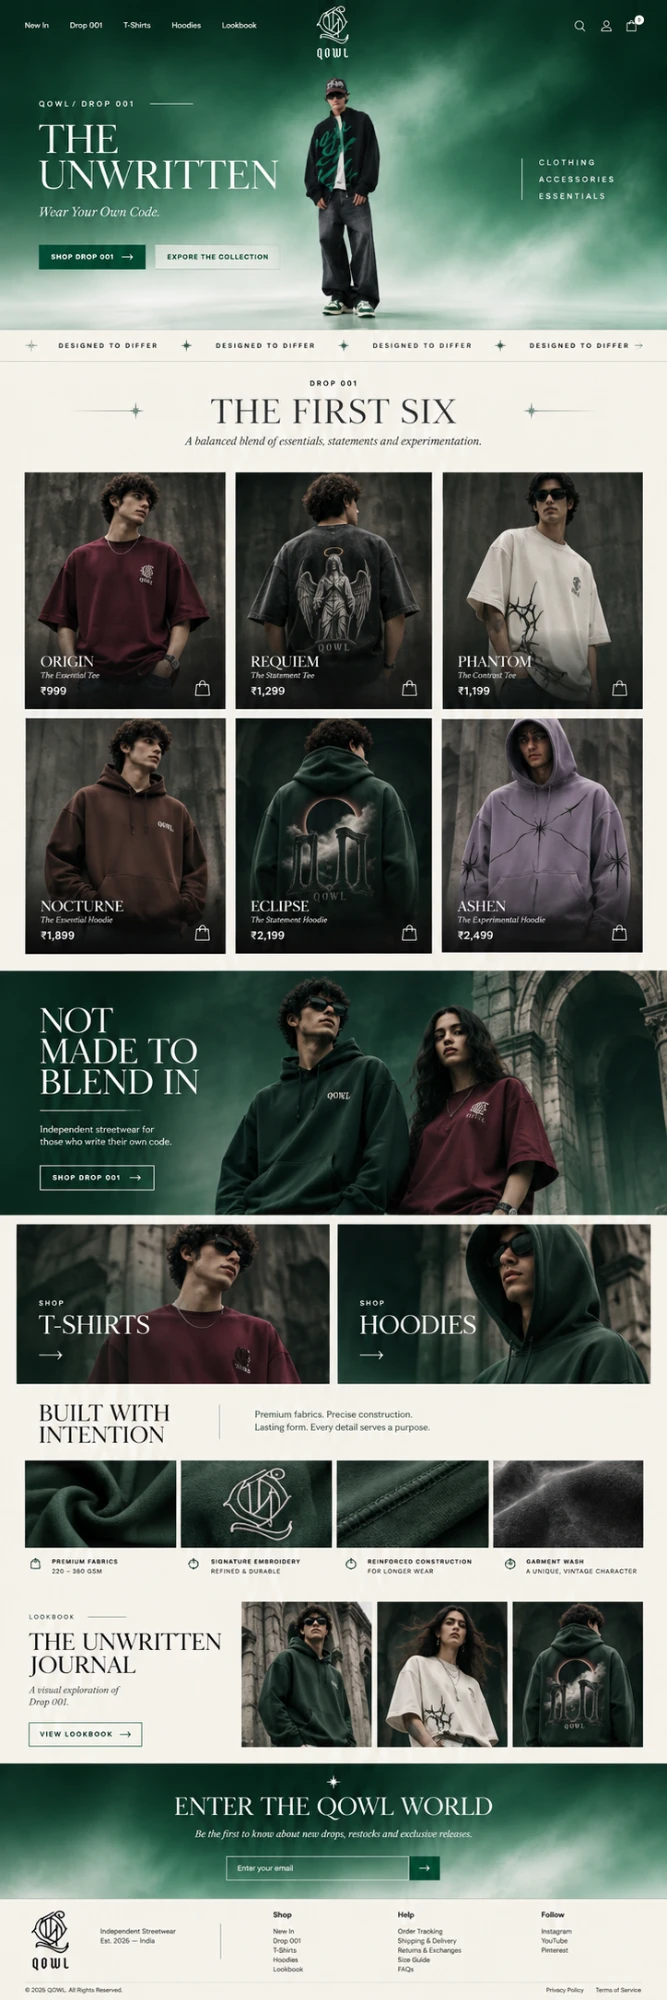 New In
Drop 001
T-Shirts
Hoodies
Lookbook
QOWL
0
QOWL / DROP 001
THE
UNWRITTEN
Wear Your Own Code.
SHOP DROP 001
EXPORE THE COLLECTION
CLOTHING
ACCESSORIES
ESSENTIALS
DESIGNED TO DIFFER
DESIGNED TO DIFFER
DESIGNED TO DIFFER
DESIGNED TO DIFFER
DROP 001
THE FIRST SIX
A balanced blend of essentials, statements and experimentation.
QOWL
ORIGIN
The Essential Tee
₹999
QOWL
REQUIEM
The Statement Tee
₹1,299
PHANTOM
The Contrast Tee
₹1,199
QOWL
NOCTURNE
The Essential Hoodie
₹1,899
QOWL
ECLIPSE
The Statement Hoodie
₹2,199
ASHEN
The Experimental Hoodie
₹2,499
NOT
MADE TO
BLEND IN
Independent streetwear for
those who write their own code.
SHOP DROP 001
QOWL
SHOP
T-SHIRTS
SHOP
HOODIES
BUILT WITH
INTENTION
Premium fabrics. Precise construction.
Lasting form. Every detail serves a purpose.
PREMIUM FABRICS
220 – 380 GSM
SIGNATURE EMBROIDERY
REFINED & DURABLE
REINFORCED CONSTRUCTION
FOR LONGER WEAR
GARMENT WASH
A UNIQUE, VINTAGE CHARACTER
LOOKBOOK
THE UNWRITTEN
JOURNAL
A visual exploration of
Drop 001.
VIEW LOOKBOOK
QOWL
ENTER THE QOWL WORLD
Be the first to know about new drops, restocks and exclusive releases.
Enter your email
QOWL
Independent Streetwear
Est. 2025 — India
Shop
New In
Drop 001
T-Shirts
Hoodies
Lookbook
Help
Order Tracking
Shipping & Delivery
Returns & Exchanges
Size Guide
FAQs
Follow
Instagram
YouTube
Pinterest
© 2025 QOWL. All Rights Reserved.
Privacy Policy
Terms of Service